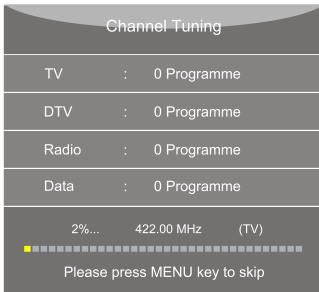 Channel Tuning
TV : 0 Programme
DTV : 0 Programme
Radio : 0 Programme
Data : 0 Programme
2%... 422.00 MHz (TV)
Please press MENU key to skip